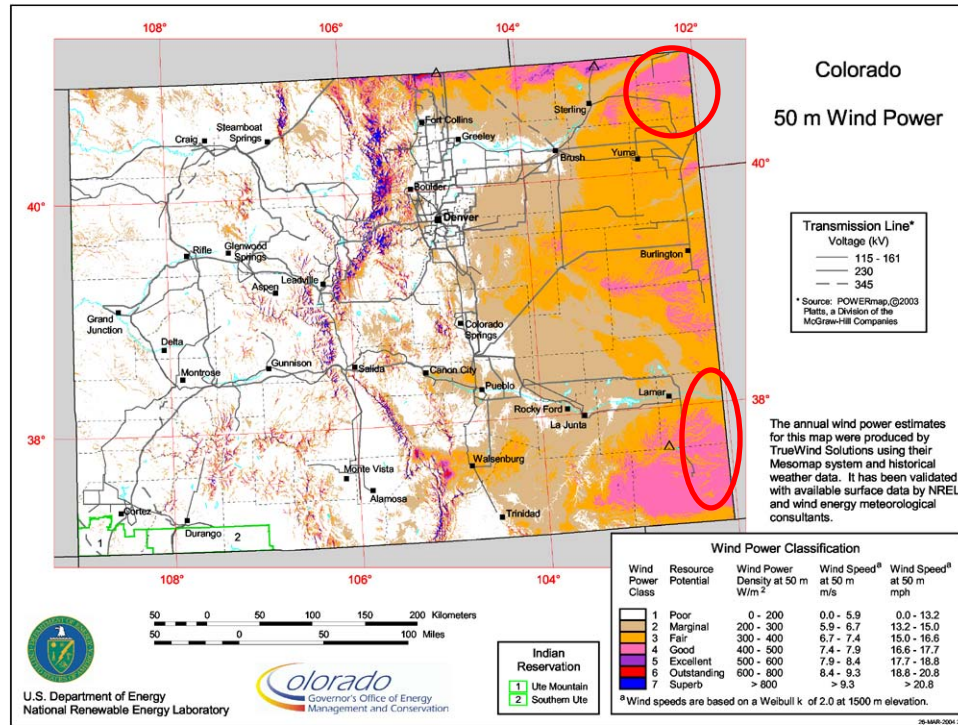 Colorado
50 m Wind Power
108°
106°
104°
102°
Sterling
Fort Collins
Steamboat
Springs
Craig
Greeley
Brush
Yuma
40°
Boulder
40°
Denver
Rifle
Glenwood
Springs
Burlington
Leadville
Aspen
Grand
Junction
Colorado
Springs
Delta
Gunnison
Salida
Canon City
Montrose
Pueblo
Lamar
38°
Rocky Ford
La Junta
38°
Walsenburg
Monte Vista
Alamosa
Trinidad
Cortez
Durango
1
2
108°
106°
104°
102°
Transmission Line*
Voltage (kV)
115 - 161
230
345
* Source: POWERmap,©2003
Platts, a Division of the
McGraw-Hill Companies
The annual wind power estimates
for this map were produced by
TrueWind Solutions using their
Mesomap system and historical
weather data. It has been validated
with available surface data by NREL
and wind energy meteorological
consultants.
Wind Power Classification
Wind Resource Wind Power Wind Speedᵃ Wind Speedᵃ
Power Potential Density at 50 m at 50 m at 50 m
Class W/m² m/s mph
1 Poor 0 - 200 0.0 - 5.9 0.0 - 13.2
2 Marginal 200 - 300 5.9 - 6.7 13.2 - 15.0
3 Fair 300 - 400 6.7 - 7.4 15.0 - 16.6
4 Good 400 - 500 7.4 - 7.9 16.6 - 17.7
5 Excellent 500 - 600 7.9 - 8.4 17.7 - 18.8
6 Outstanding 600 - 800 8.4 - 9.3 18.8 - 20.8
7 Superb > 800 > 9.3 > 20.8
ᵃ Wind speeds are based on a Weibull k of 2.0 at 1500 m elevation.
50 0 50 100 150 200 Kilometers
50 0 50 100 Miles
Indian
Reservation
1 Ute Mountain
2 Southern Ute
U.S. Department of Energy
National Renewable Energy Laboratory
Colorado
Governor's Office of Energy
Management and Conservation